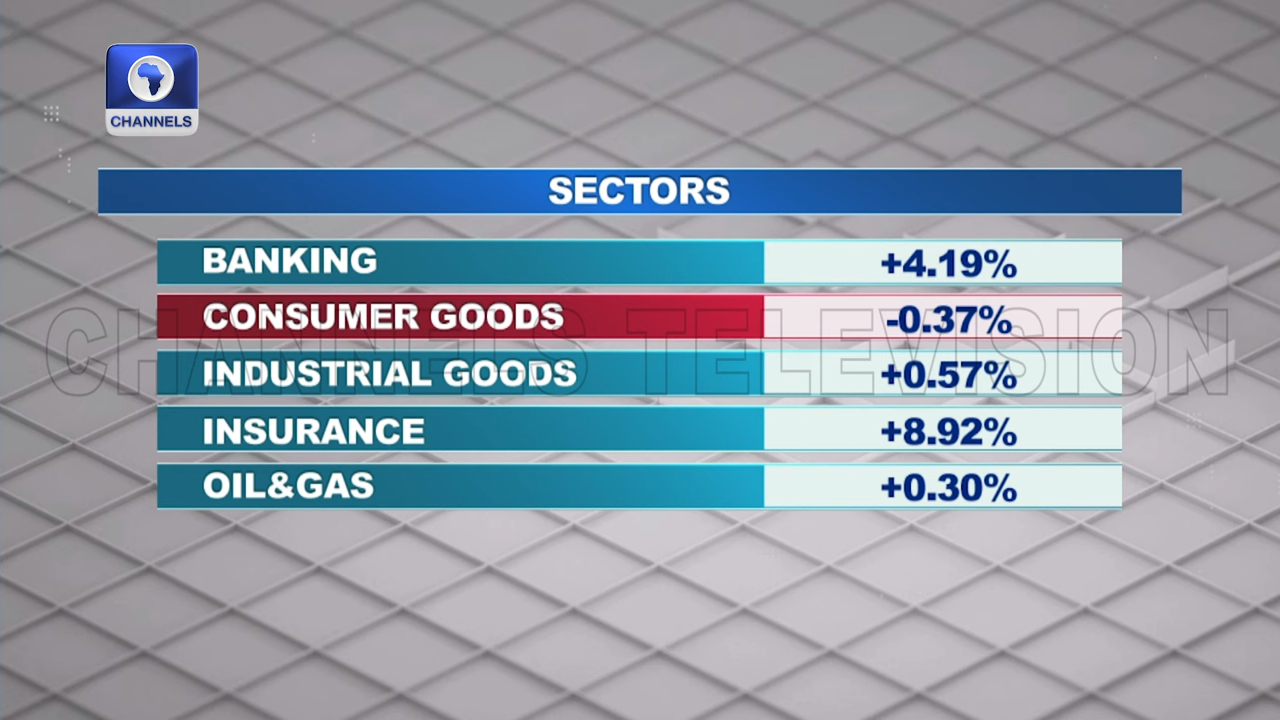 CHANNELS
SECTORS
BANKING +4.19%
CONSUMER GOODS -0.37%
CHANNELS TELEVISION
INDUSTRIAL GOODS +0.57%
INSURANCE +8.92%
OIL&GAS +0.30%